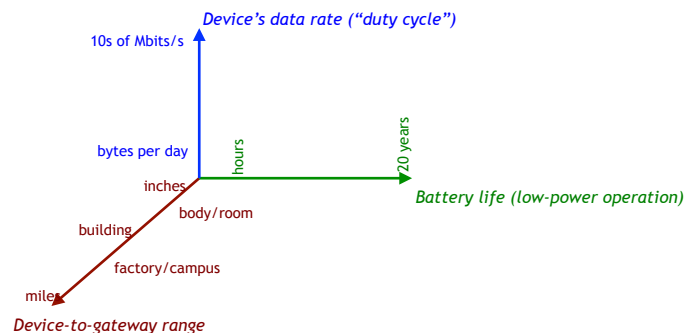 Device’s data rate (“duty cycle”)
10s of Mbits/s
bytes per day
hours
20 years
inches
Battery life (low-power operation)
body/room
building
factory/campus
miles
Device-to-gateway range